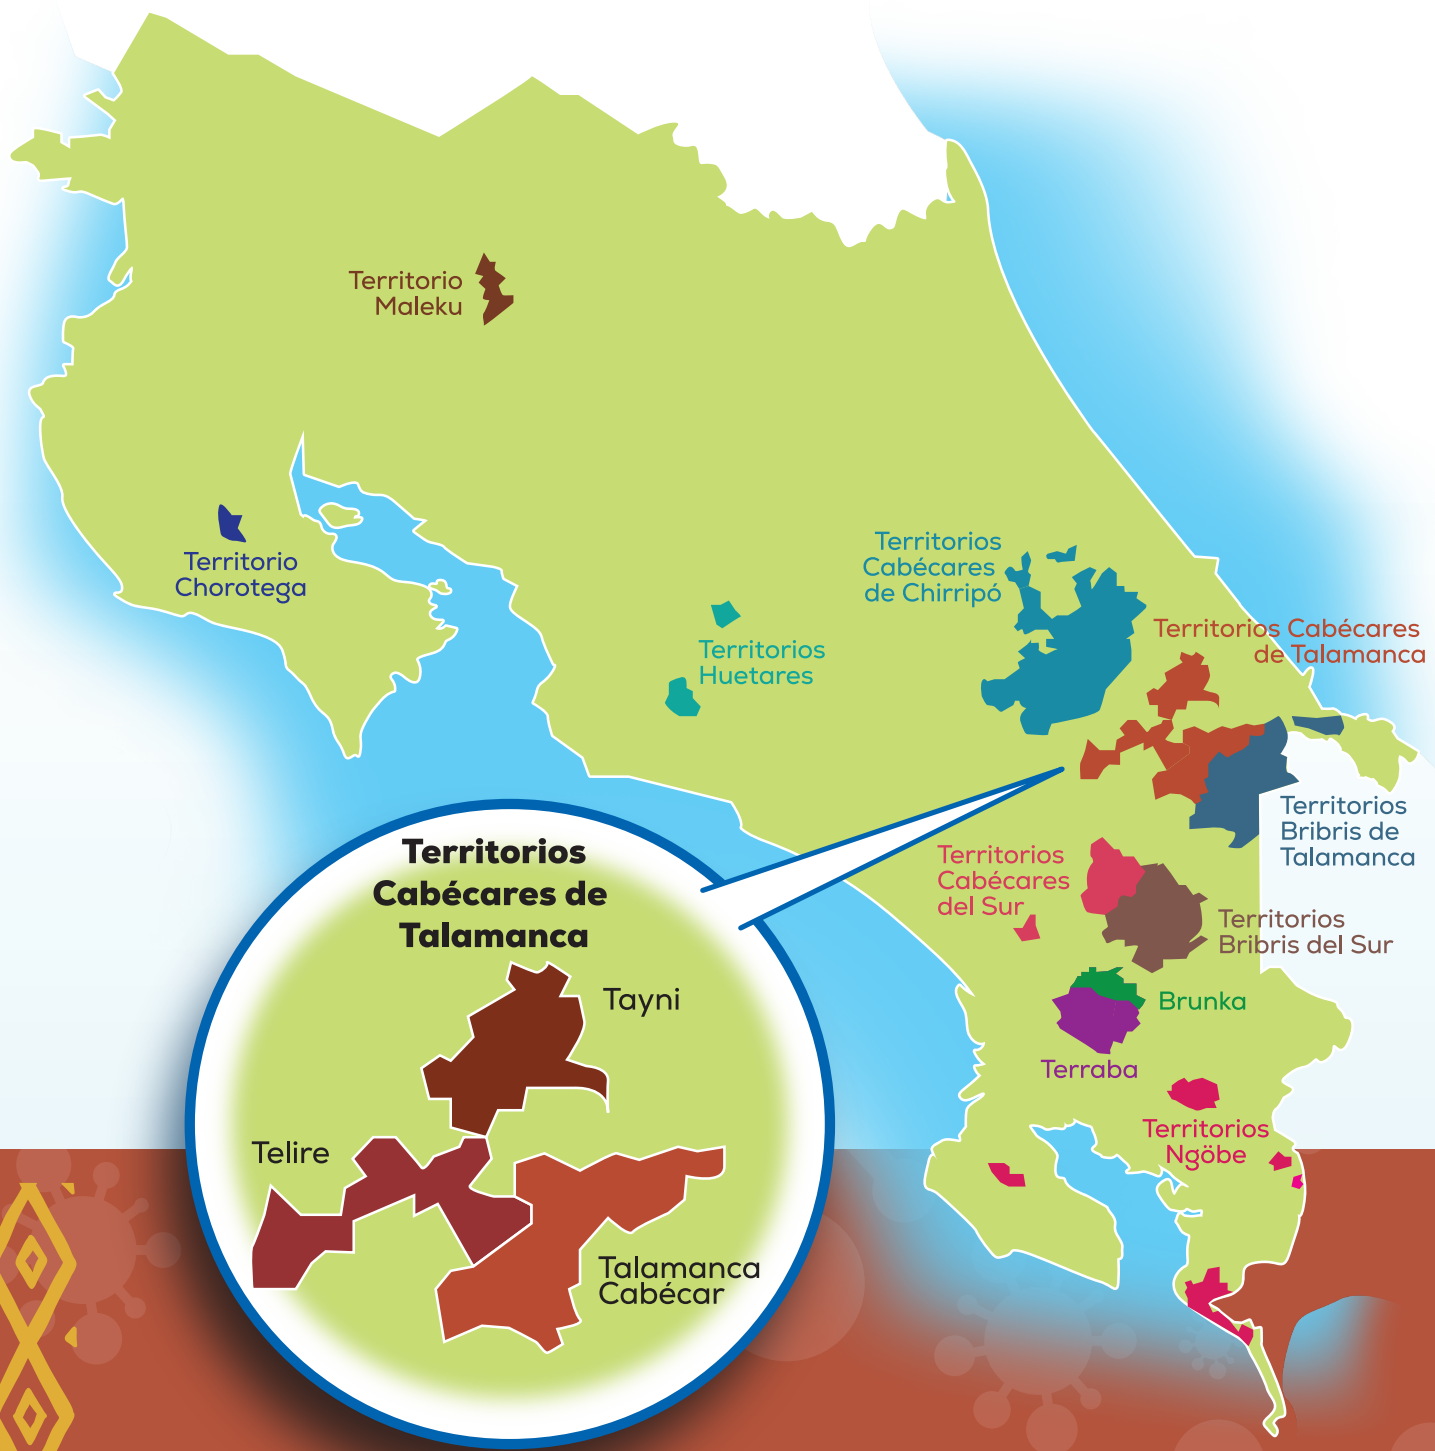 Territorio
Maleku
Territorio
Chorotega
Territorios
Huetares
Territorios
Cabécares
de Chirripó
Territorios Cabécares
de Talamanca
Territorios
Bribris de
Talamanca
Territorios
Cabécares
del Sur
Territorios
Bribris del Sur
Brunka
Terraba
Territorios
Ngöbe
Territorios
Cabécares de
Talamanca
Tayni
Telire
Talamanca
Cabécar